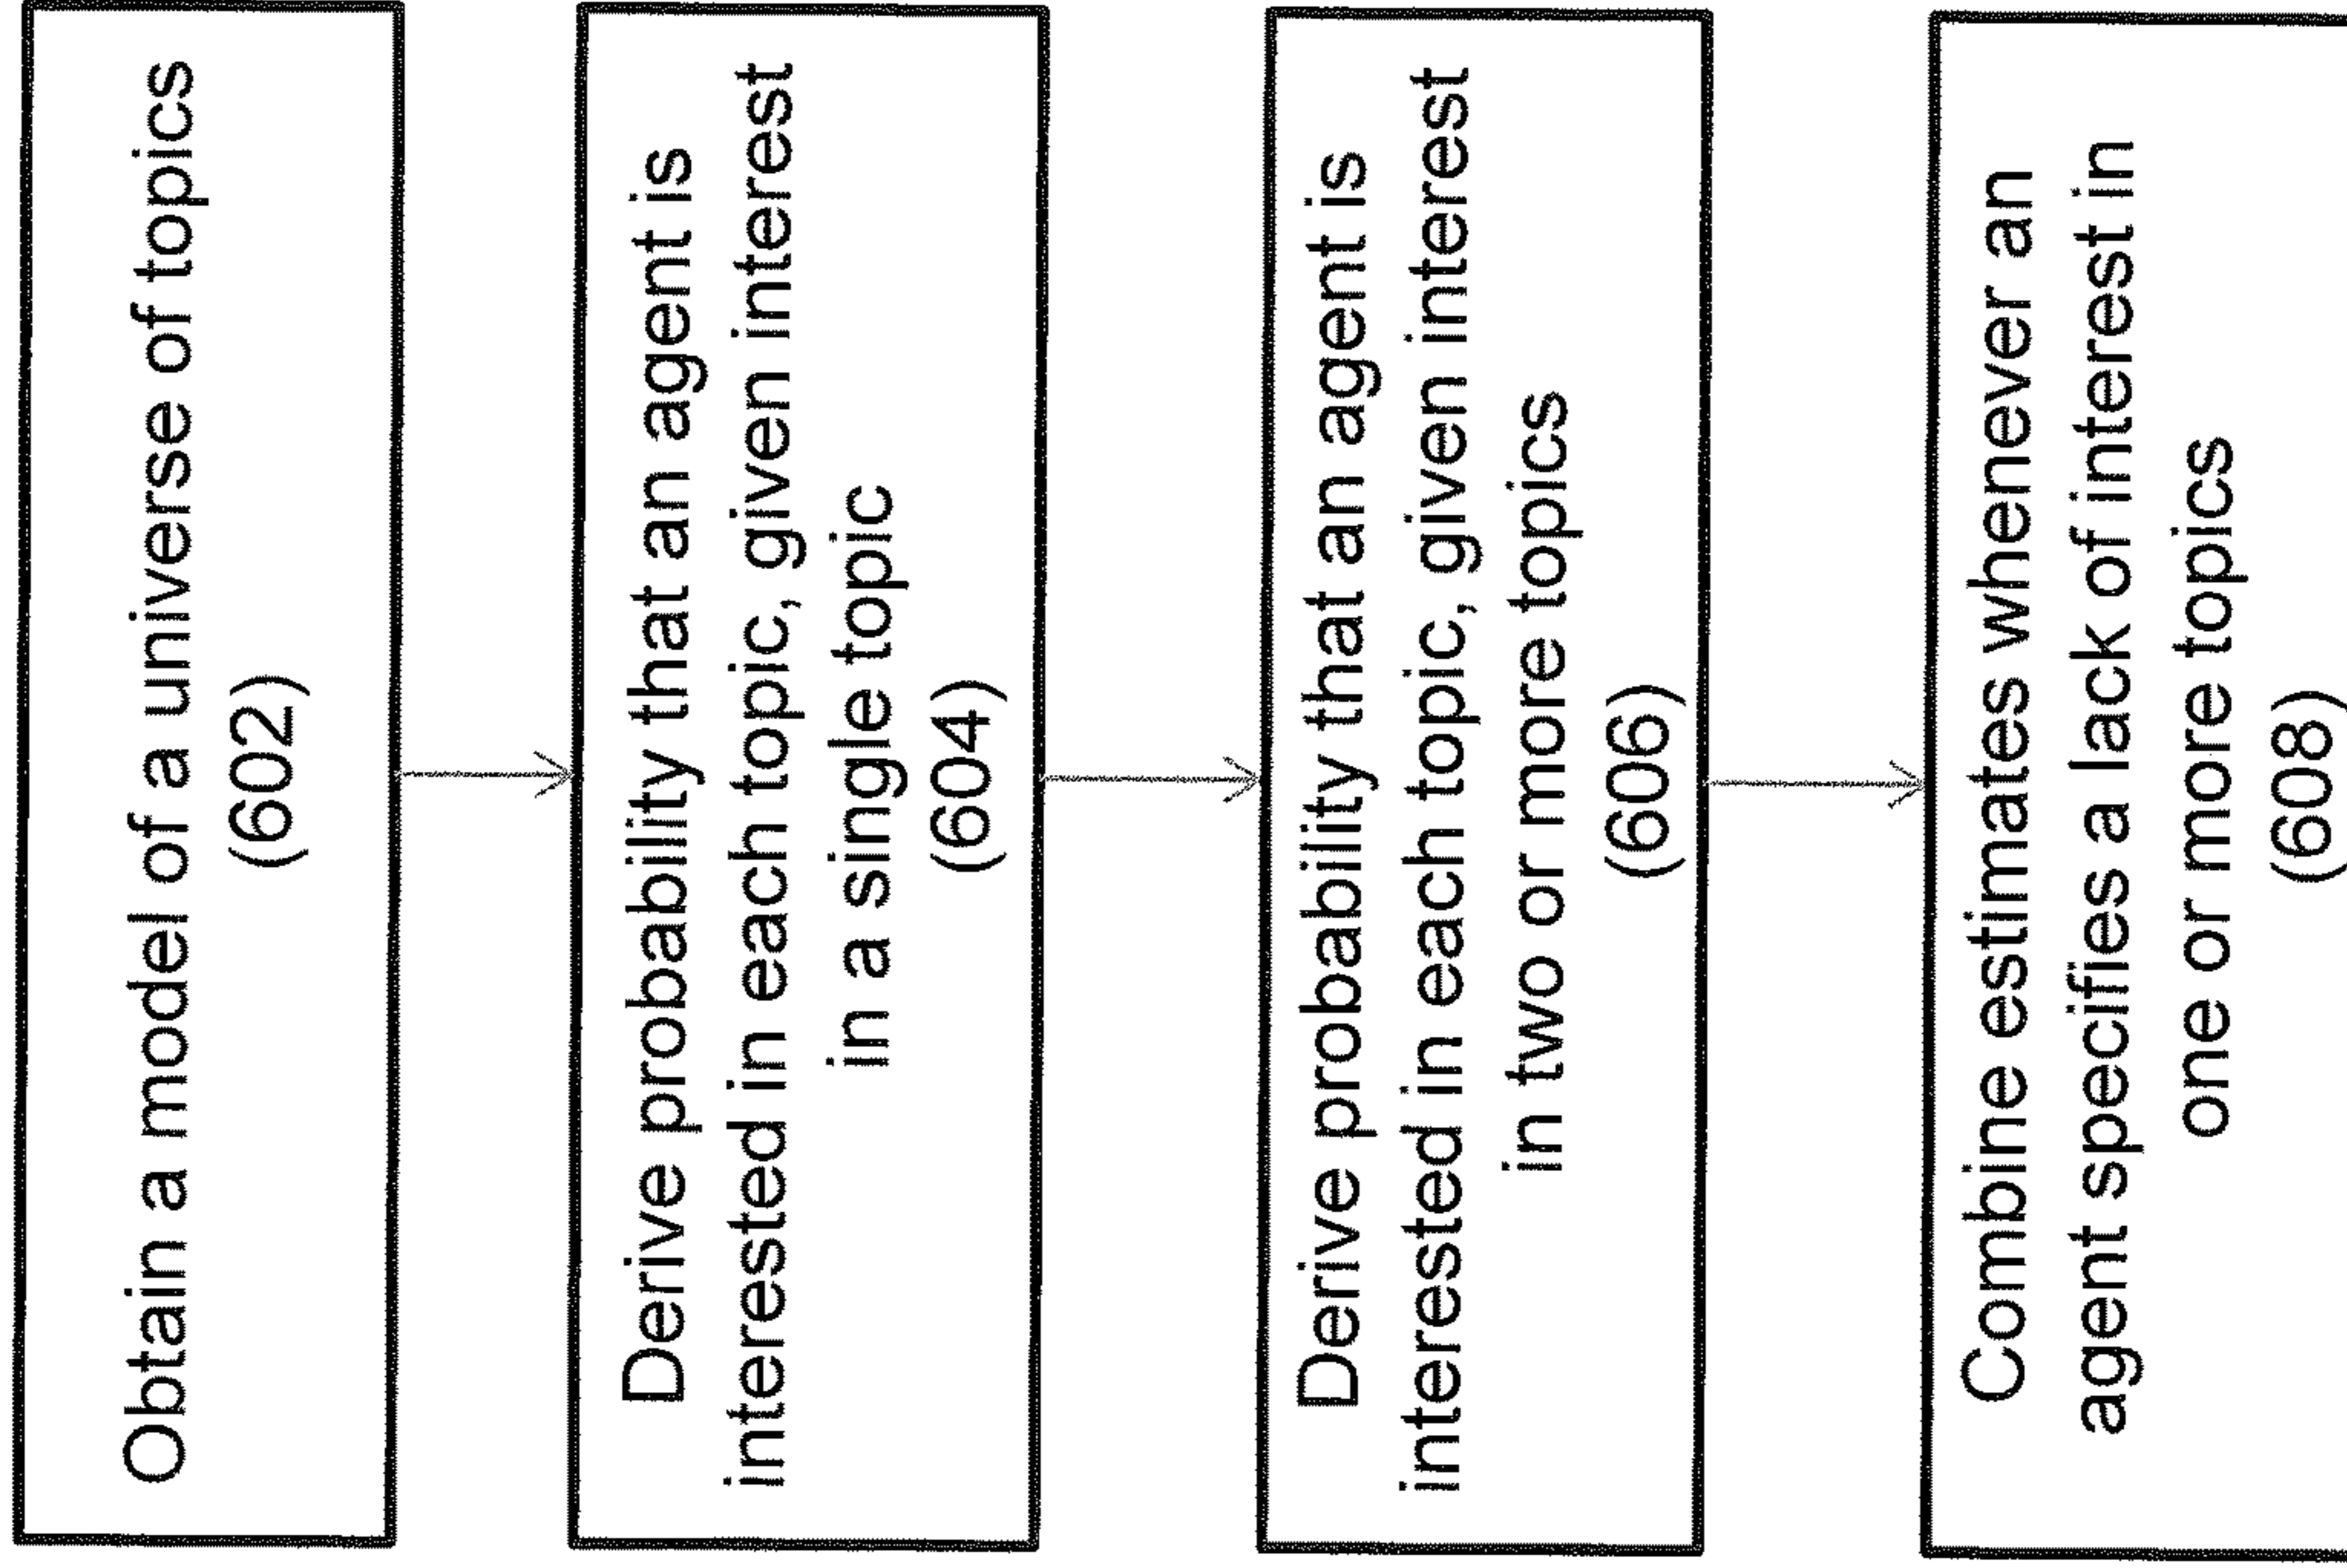 Obtain a model of a universe of topics
(602)
Derive probability that an agent is
interested in each topic, given interest
in a single topic
(604)
Derive probability that an agent is
interested in each topic, given interest
in two or more topics
(606)
Combine estimates whenever an
agent specifies a lack of interest in
one or more topics
(608)